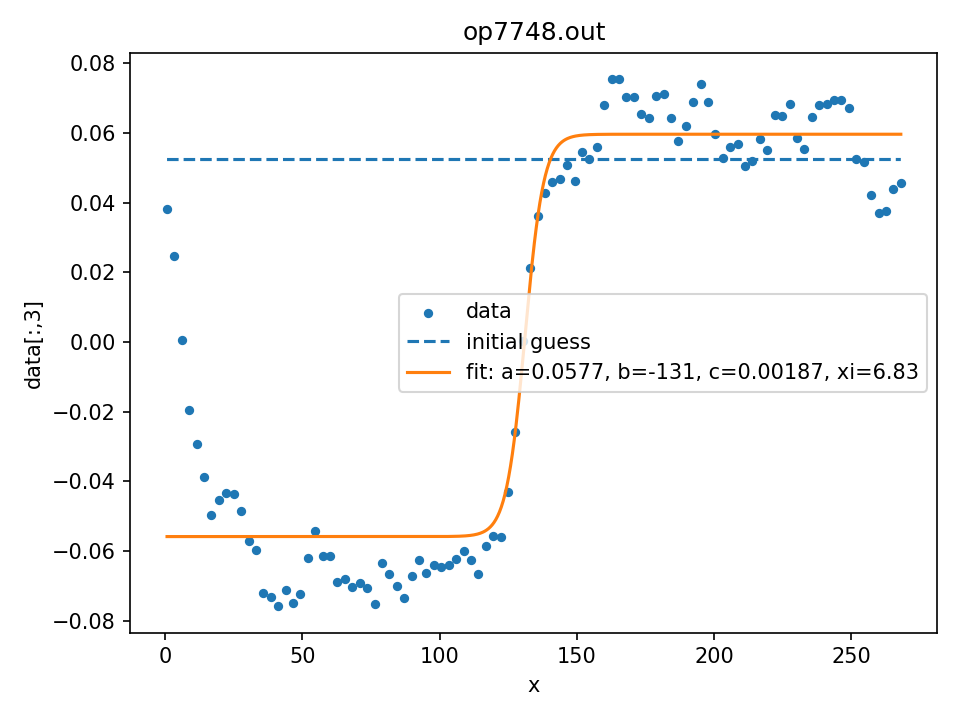 op7748.out
0.08
0.06
0.04
0.02
0.00
−0.02
−0.04
−0.06
−0.08
data[:,3]
data
initial guess
fit: a=0.0577, b=-131, c=0.00187, xi=6.83
0 50 100 150 200 250
x